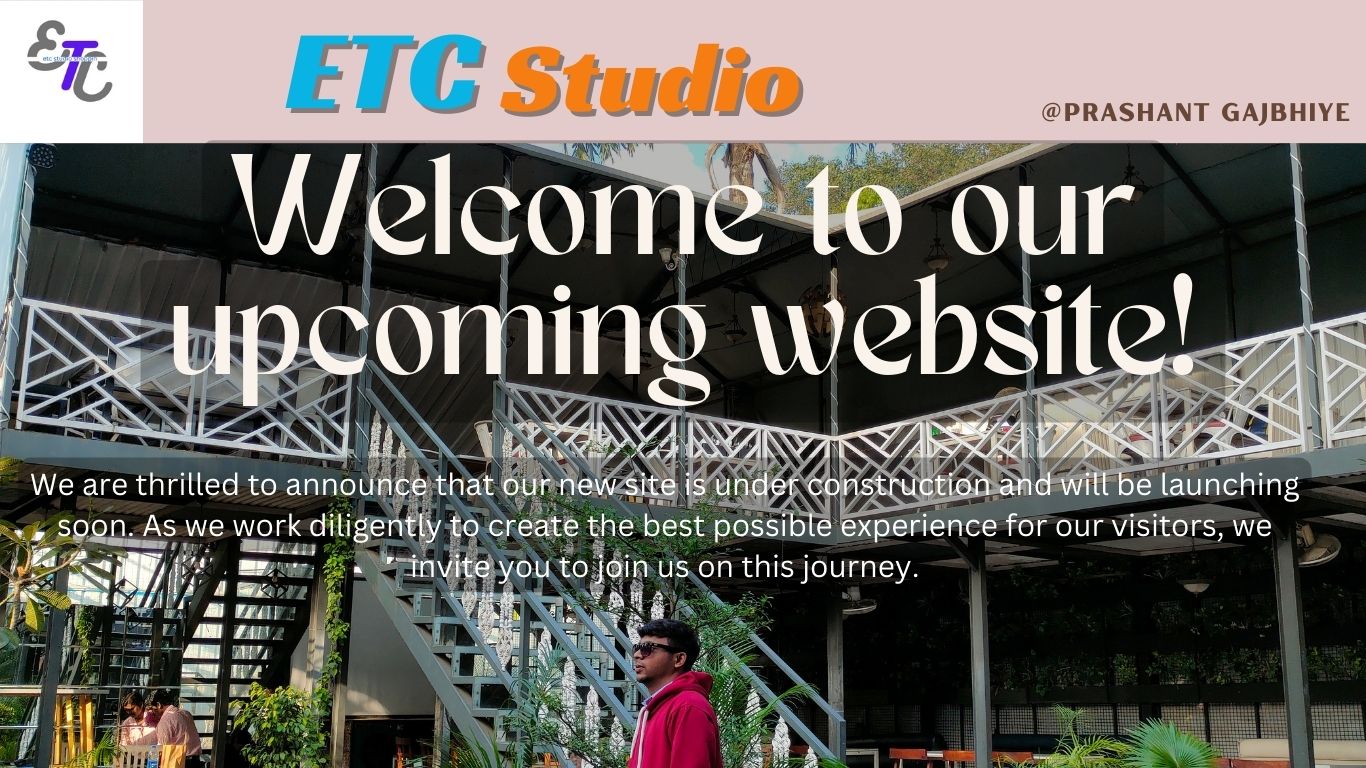 ETC
ETC Studio
@PRASHANT GAJBHIYE
Welcome to our
upcoming website!
We are thrilled to announce that our new site is under construction and will be launching
soon. As we work diligently to create the best possible experience for our visitors, we
invite you to join us on this journey.